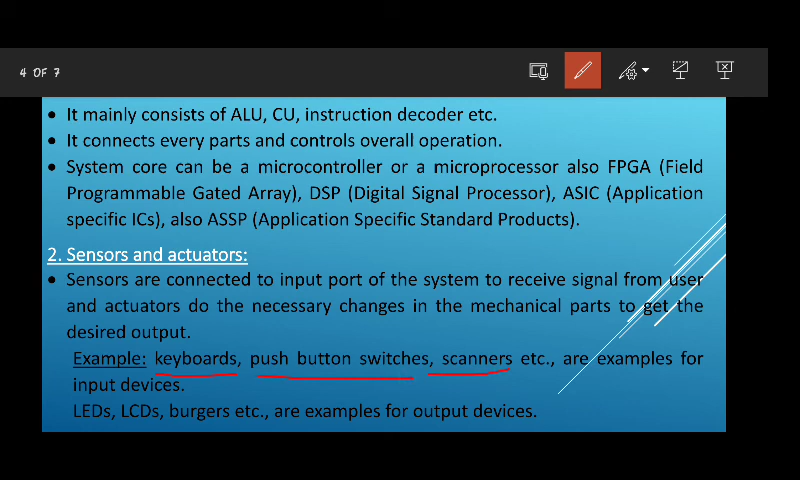 4 OF 7
• It mainly consists of ALU, CU, instruction decoder etc.
• It connects every parts and controls overall operation.
• System core can be a microcontroller or a microprocessor also FPGA (Field
Programmable Gated Array), DSP (Digital Signal Processor), ASIC (Application
specific ICs), also ASSP (Application Specific Standard Products).
2. Sensors and actuators:
• Sensors are connected to input port of the system to receive signal from user
and actuators do the necessary changes in the mechanical parts to get the
desired output.
Example: keyboards, push button switches, scanners etc., are examples for
input devices.
LEDs, LCDs, burgers etc., are examples for output devices.